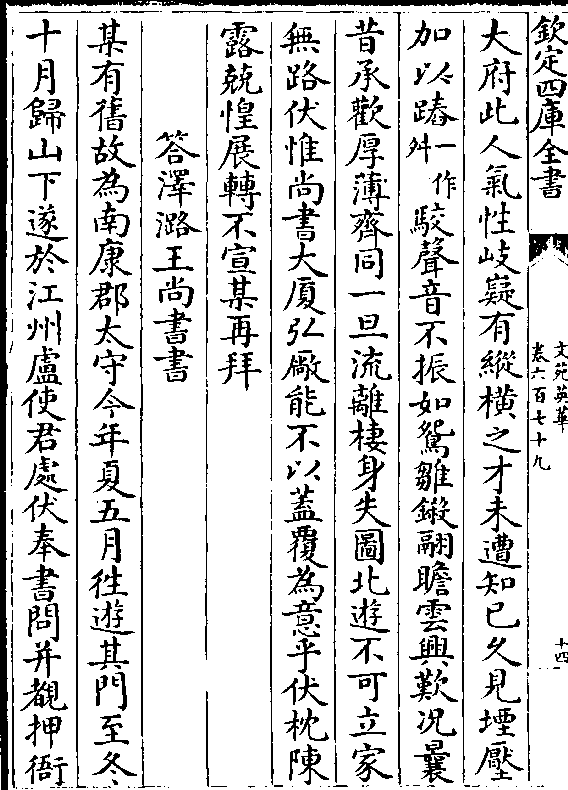 欽定四庫全書
文苑英華
卷六百七十九
十四
大府此人氣性岐嶷有縱橫之才未遭知已久見堙壓
加以踳一作舛駮聲音不振如鴛雛鎩翮瞻雲興歎况曩
昔承歡厚薄齊同一旦流離棲身失圖北遊不可立家
無路伏惟尚書大厦弘厰能不以蓋覆為意乎伏枕陳
露兢惶展轉不宣某再拜
答澤潞王尚書書
某有舊故為南康郡太守今年夏五月徃遊其門至冬
十月歸山下遂於江州盧使君處伏奉書問并覩押衙